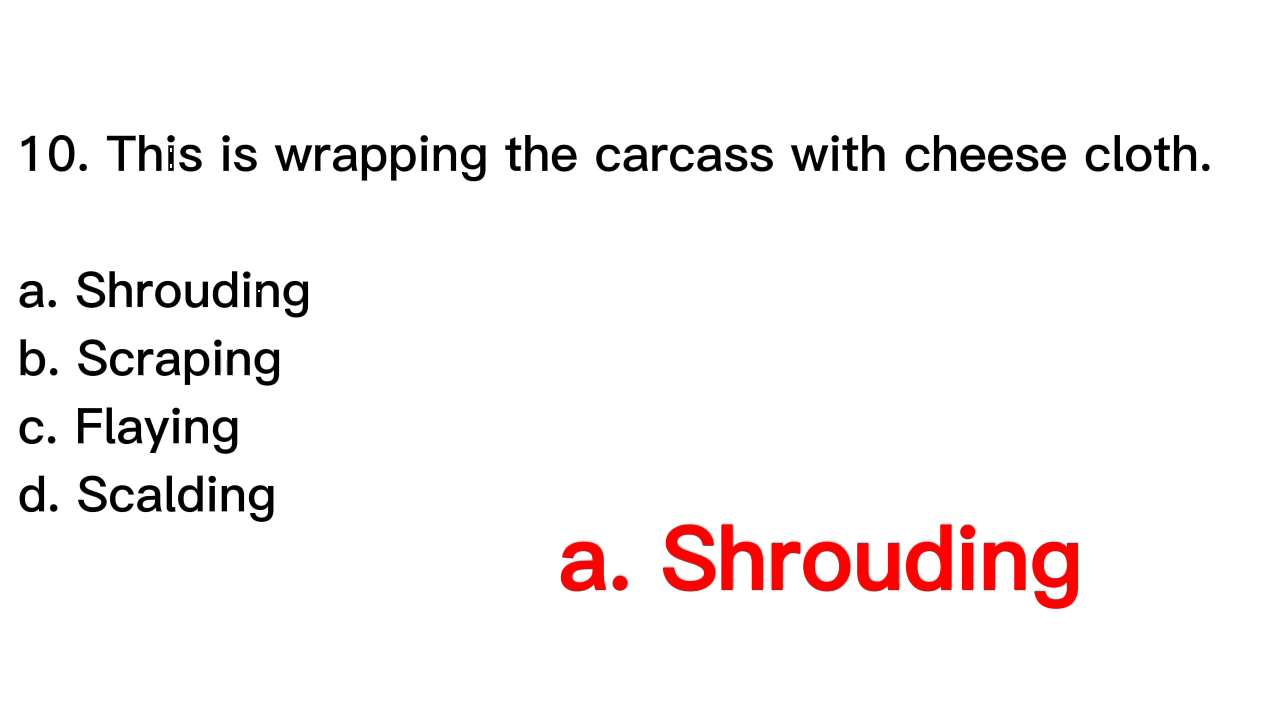 10. This is wrapping the carcass with cheese cloth.
a. Shrouding
b. Scraping
c. Flaying
d. Scalding
a. Shrouding